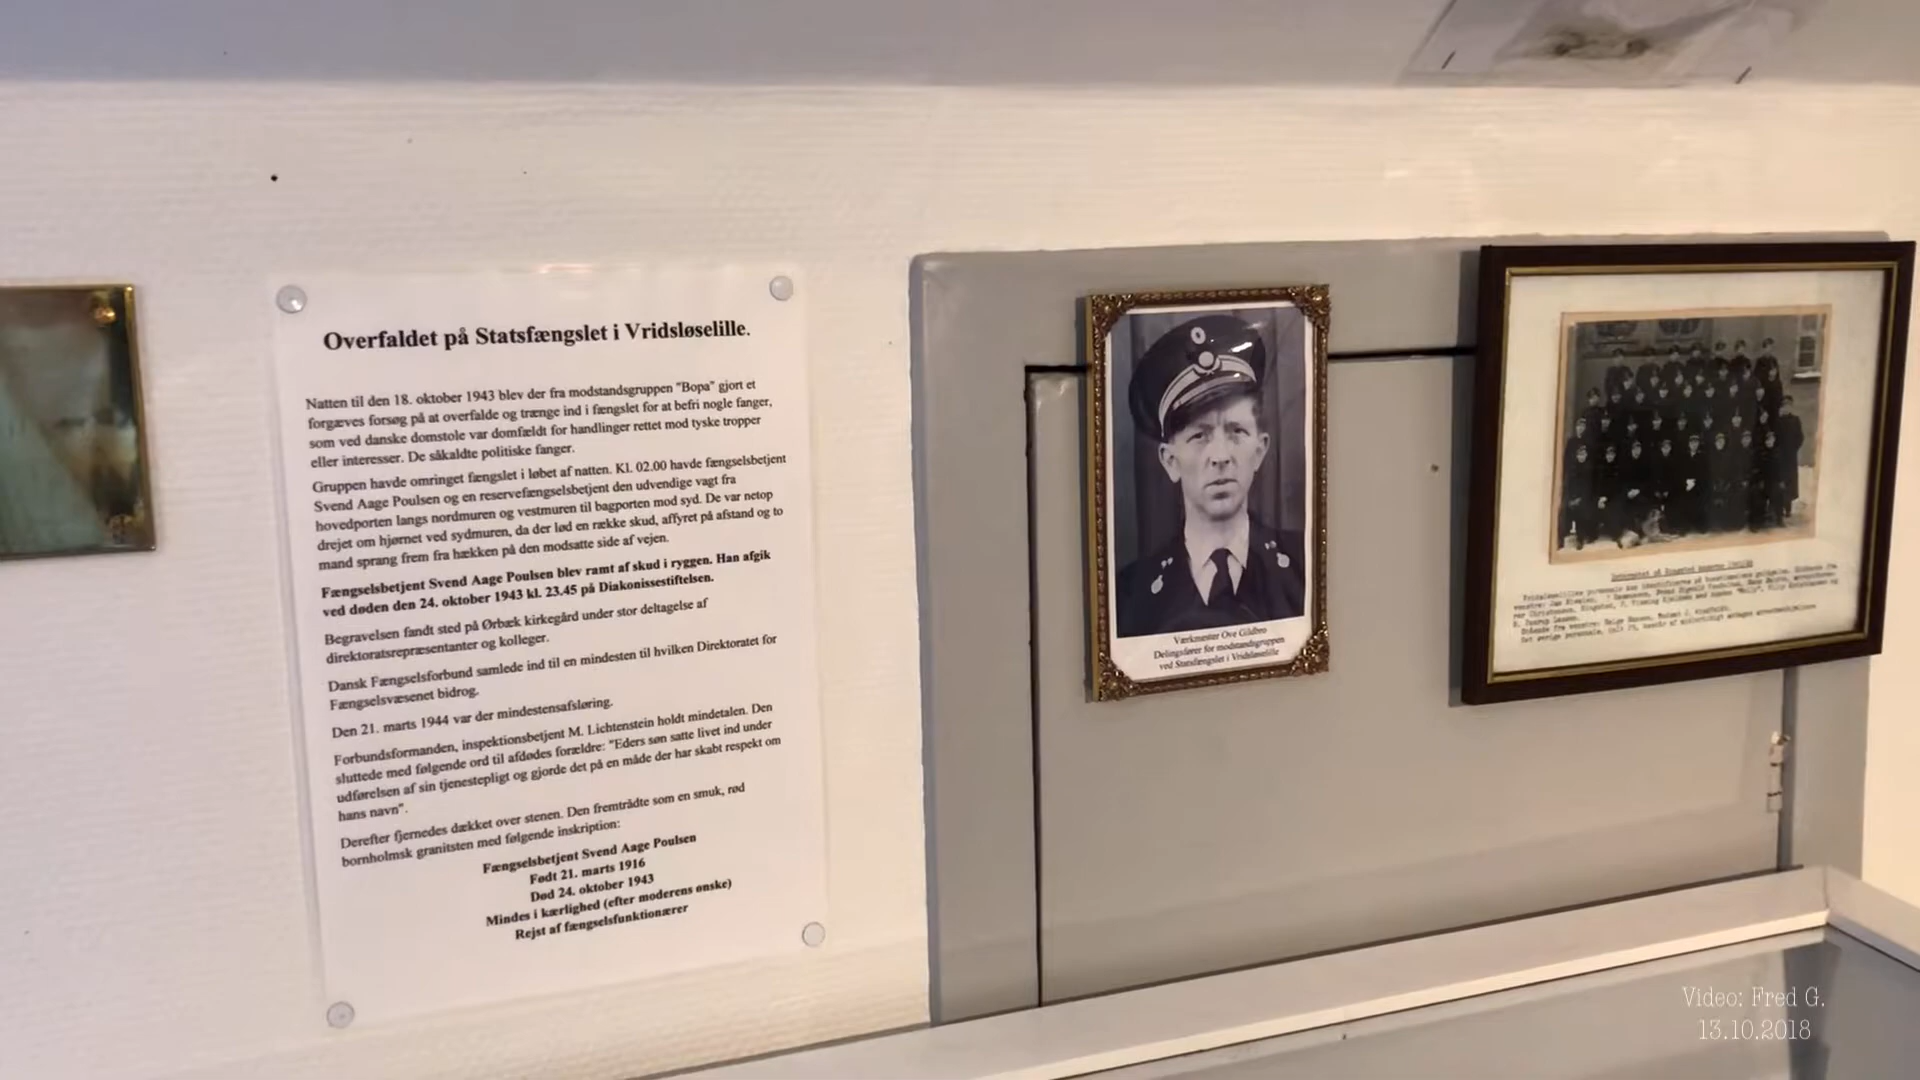 Overfaldet på Statsfængslet i Vridsløselille.
Natten til den 18. oktober 1943 blev der fra modstandsgruppen "Bopa" gjort et
forgæves forsøg på at overfalde og trænge ind i fængslet for at befri nogle fanger,
som ved danske domstole var domfældt for handlinger rettet mod tyske tropper
eller interesser. De såkaldte politiske fanger.
Gruppen havde omringet fængslet i løbet af natten. Kl. 02.00 havde fængselsbetjent
Svend Aage Poulsen og en reservefængselsbetjent den udvendige vagt fra
hovedporten langs nordmuren og vestmuren til bagporten mod syd. De var netop
drejet om hjørnet ved sydmuren, da der lød en række skud, affyret på afstand og to
mand sprang frem fra hækken på den modsatte side af vejen.
Fængselsbetjent Svend Aage Poulsen blev ramt af skud i ryggen. Han afgik
ved døden den 24. oktober 1943 kl. 23.45 på Diakonissestiftelsen.
Begravelsen fandt sted på Ørbæk kirkegård under stor deltagelse af
direktoratsrepræsentanter og kolleger.
Dansk Fængselsforbund samlede ind til en mindesten til hvilken Direktoratet for
Fængselsvæsenet bidrog.
Den 21. marts 1944 var der mindestensafsløring.
Forbundsformanden, inspektionsbetjent M. Lichtenstein holdt mindetalen. Den
sluttede med følgende ord til afdødes forældre: "Eders søn satte livet ind under
udførelsen af sin tjenestepligt og gjorde det på en måde der har skabt respekt om
hans navn".
Derefter fjernedes dækket over stenen. Den fremtrådte som en smuk, rød
bornholmsk granitsten med følgende inskription:
Fængselsbetjent Svend Aage Poulsen
Født 21. marts 1916
Død 24. oktober 1943
Mindes i kærlighed (efter moderens ønske)
Rejst af fængselsfunktionærer
Værkmester Ove Gildbro
Delingsfører for modstandsgruppen
ved Statsfængslet i Vridsløselille
Video: Fred G.
13.10.2018